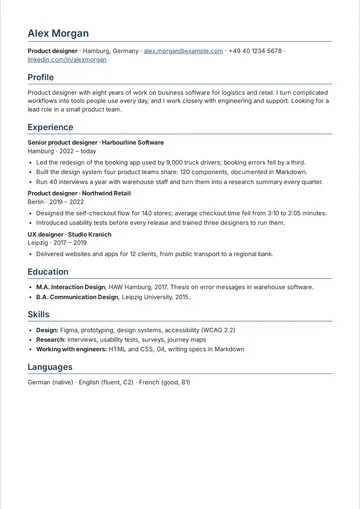 Alex Morgan
Product designer · Hamburg, Germany · alex.morgan@example.com · +49 40 1234 5678 ·
linkedin.com/in/alexmorgan
Profile
Product designer with eight years of work on business software for logistics and retail. I turn complicated
workflows into tools people use every day, and I work closely with engineering and support. Looking for a
lead role in a small product team.
Experience
Senior product designer · Harbourline Software
Hamburg · 2022 – today
• Led the redesign of the booking app used by 9,000 truck drivers; booking errors fell by a third.
• Built the design system four product teams share: 120 components, documented in Markdown.
• Run 40 interviews a year with warehouse staff and turn them into a research summary every quarter.
Product designer · Northwind Retail
Berlin · 2019 – 2022
• Designed the self-checkout flow for 140 stores; average checkout time fell from 3:10 to 2:05 minutes.
• Introduced usability tests before every release and trained three designers to run them.
UX designer · Studio Kranich
Leipzig · 2017 – 2019
• Delivered websites and apps for 12 clients, from public transport to a regional bank.
Education
• M.A. Interaction Design, HAW Hamburg, 2017. Thesis on error messages in warehouse software.
• B.A. Communication Design, Leipzig University, 2015.
Skills
• Design: Figma, prototyping, design systems, accessibility (WCAG 2.2)
• Research: interviews, usability tests, surveys, journey maps
• Working with engineers: HTML and CSS, Git, writing specs in Markdown
Languages
German (native) · English (fluent, C2) · French (good, B1)